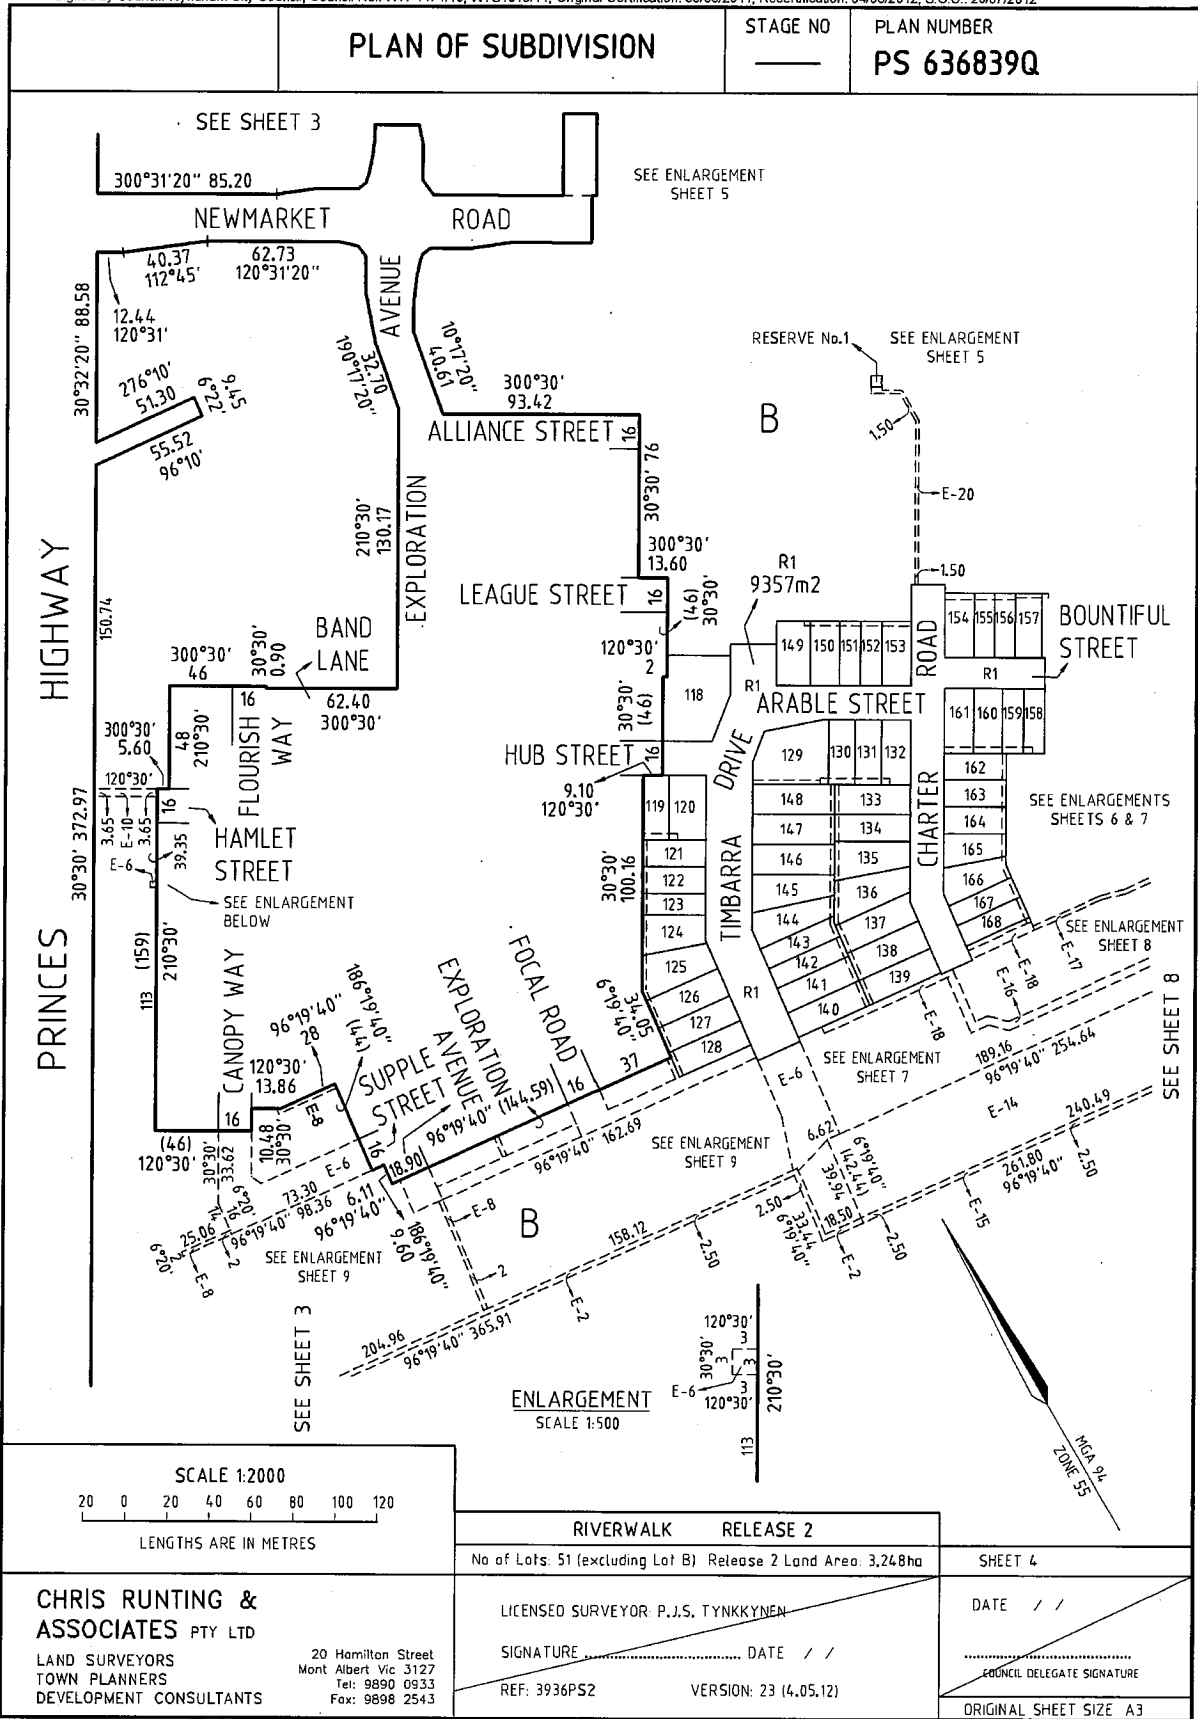 PLAN OF SUBDIVISION
STAGE NO
PLAN NUMBER
PS 636839Q
SEE SHEET 3
300°31'20" 85.20
NEWMARKET ROAD
SEE ENLARGEMENT
SHEET 5
40.37
112°45'
62.73
120°31'20"
12.44
120°31'
30°32'20" 88.58
AVENUE
32.70
190°17'20"
10°17'20"
40.61
276°10'
51.30
9.45
6°22'
55.52
96°10'
300°30'
93.42
ALLIANCE STREET
16
RESERVE No.1
SEE ENLARGEMENT
SHEET 5
B
1.50
E-20
1.50
30°30' 76
210°30'
130.17
EXPLORATION
HIGHWAY
150.74
300°30'
13.60
LEAGUE STREET
16
(46)
30°30'
R1
9357m2
BAND
LANE
300°30'
46
30°30'
0.90
62.40
300°30'
16
120°30'
2
30°30'
(46)
118
R1
149
150
151
152
153
ROAD
154
155
156
157
BOUNTIFUL
STREET
R1
ARABLE STREET
161
160
159
158
300°30'
5.60
48
210°30'
FLOURISH
WAY
HUB STREET
16
9.10
120°30'
DRIVE
129
130
131
132
120°30'
3.65
E-10
3.65
16
HAMLET
STREET
39.35
E-6
SEE ENLARGEMENT
BELOW
30°30' 372.97
PRINCES
(159)
210°30'
113
119
120
121
122
123
124
125
126
127
128
30°30'
100.16
TIMBARRA
R1
148
147
146
145
144
143
142
141
140
133
134
135
136
137
138
139
CHARTER
162
163
164
165
166
167
168
SEE ENLARGEMENTS
SHEETS 6 & 7
SEE ENLARGEMENT
SHEET 8
E-17
E-18
E-16
E-18
SEE SHEET 8
CANOPY WAY
96°19'40"
28
186°19'40"
(44)
120°30'
13.86
SUPPLE
STREET
EXPLORATION
AVENUE
FOCAL ROAD
34.05
6°19'40"
37
16
96°19'40" (144.59)
96°19'40" 162.69
SEE ENLARGEMENT
SHEET 7
E-6
189.16
96°19'40" 254.64
E-14
240.49
2.50
261.80
96°19'40"
E-15
SEE ENLARGEMENT
SHEET 9
6.62
6°19'40"
(42.44)
39.94
18.50
2.50
E-2
2.50
33.44
6°19'40"
(46)
120°30'
16
10.48
30°30'
E-8
E-6
16
18.90
30°30'
33.62
6°20'
14
16
73.30
98.36
96°19'40"
25.06
6°20'
2
E-8
2
6.11
96°19'40"
9.60
186°19'40"
SEE ENLARGEMENT
SHEET 9
E-8
B
2
158.12
2.50
E-2
204.96
96°19'40" 365.91
SEE SHEET 3
ENLARGEMENT
SCALE 1:500
120°30'
3
30°30'
3
3
3
E-6
120°30'
210°30'
113
MGA 94
ZONE 55
SCALE 1:2000
20 0 20 40 60 80 100 120
LENGTHS ARE IN METRES
RIVERWALK RELEASE 2
No of Lots: 51 (excluding Lot B) Release 2 Land Area: 3.248ha
SHEET 4
CHRIS RUNTING &
ASSOCIATES PTY LTD
LAND SURVEYORS
TOWN PLANNERS
DEVELOPMENT CONSULTANTS
20 Hamilton Street
Mont Albert Vic 3127
Tel: 9890 0933
Fax: 9898 2543
LICENSED SURVEYOR: P.J.S. TYNKKYNEN
SIGNATURE DATE / /
REF: 3936PS2 VERSION: 23 (4.05.12)
DATE / /
COUNCIL DELEGATE SIGNATURE
ORIGINAL SHEET SIZE A3